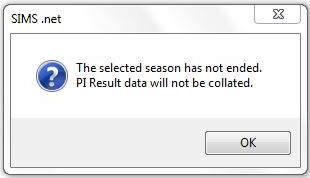 SIMS .net
The selected season has not ended.
PI Result data will not be collated.
OK